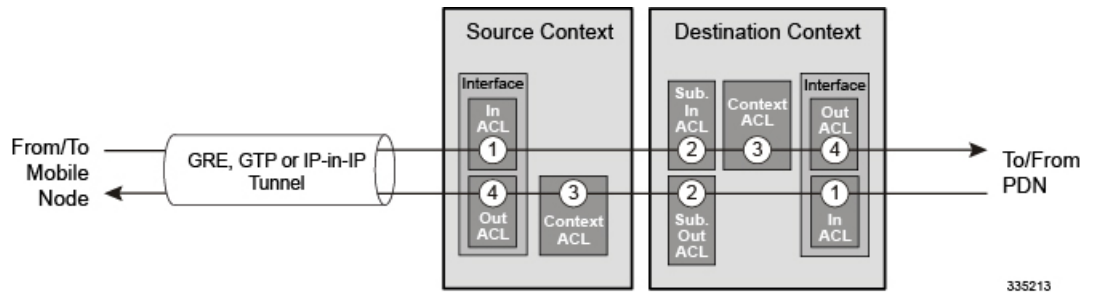 Source Context
Destination Context
Interface
In
ACL
1
4
Out
ACL
3
Context
ACL
Sub.
In
ACL
2
Context
ACL
3
Interface
Out
ACL
4
2
Sub.
Out
ACL
1
In
ACL
From/To
Mobile
Node
GRE, GTP or IP-in-IP
Tunnel
To/From
PDN
335213